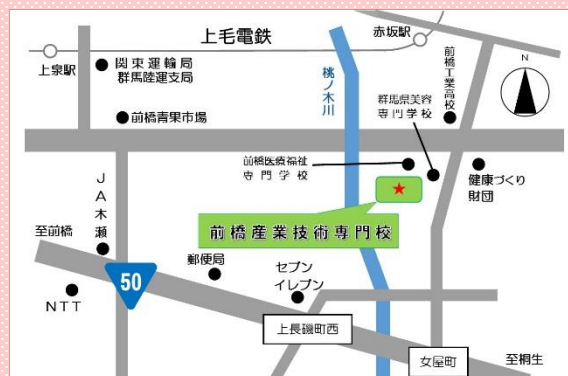 上毛電鉄
赤坂駅
上泉駅
関東運輸局
群馬陸運支局
前橋青果市場
桃ノ木川
群馬県美容
専門学校
前橋工業高校
N
前橋医療福祉
専門学校
健康づくり
財団
★
前橋産業技術専門校
JA木瀬
至前橋
50
郵便局
セブン
イレブン
NTT
上長磯町西
女屋町
至桐生